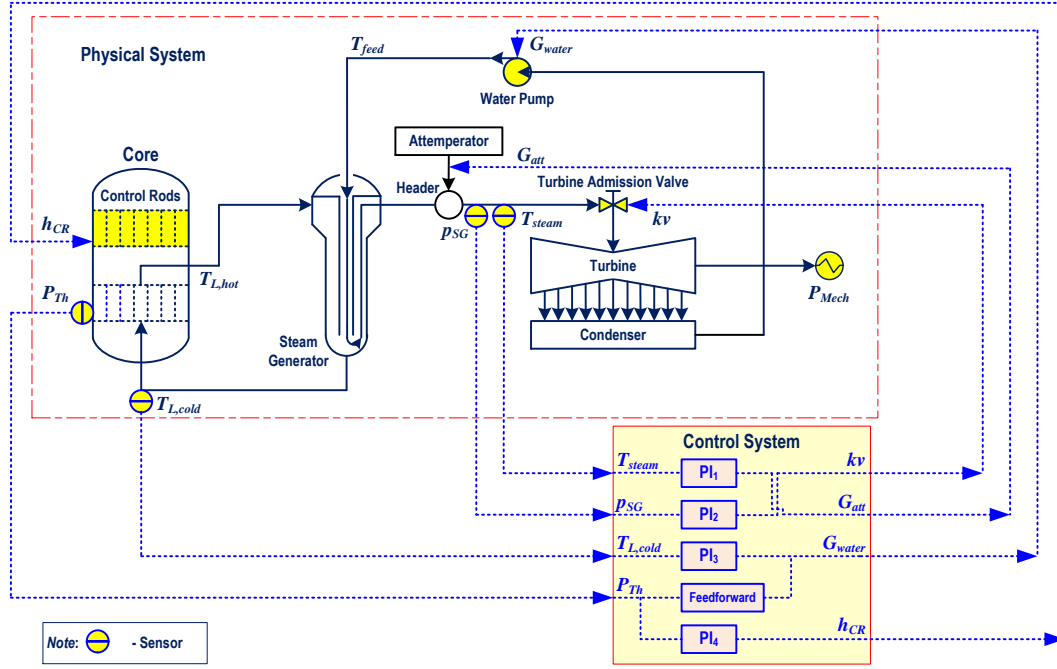 Physical System
T_feed
G_water
Water Pump
Attemperator
G_att
Core
Control Rods
Header
Turbine Admission Valve
h_CR
p_SG
T_steam
kv
T_L,hot
Turbine
P_Th
P_Mech
Steam
Generator
Condenser
T_L,cold
Control System
T_steam
PI₁
kv
p_SG
PI₂
G_att
T_L,cold
PI₃
G_water
P_Th
Feedforward
PI₄
h_CR
Note: - Sensor